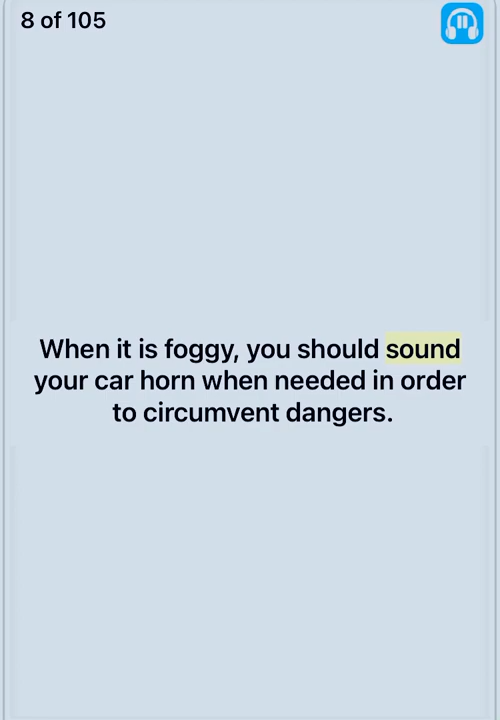 8 of 105
When it is foggy, you should sound
your car horn when needed in order
to circumvent dangers.